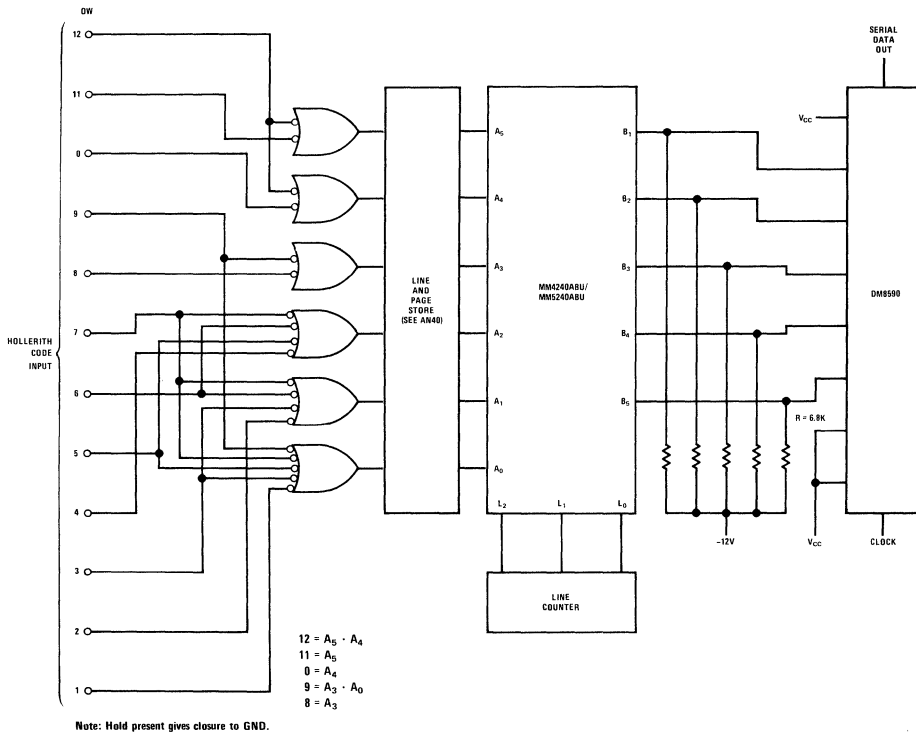 OW
12
11
0
9
8
7
6
5
4
3
2
1
HOLLERITH
CODE
INPUT
LINE
AND
PAGE
STORE
(SEE AN40)
A5
A4
A3
A2
A1
A0
MM4240ABU/
MM5240ABU
B1
B2
B3
B4
B5
L2
L1
L0
LINE
COUNTER
R = 6.8K
−12V
SERIAL
DATA
OUT
VCC
DM8590
VCC
CLOCK
12 = A5 · A4
11 = A5
0 = A4
9 = A3 · A0
8 = A3
Note: Hold present gives closure to GND.